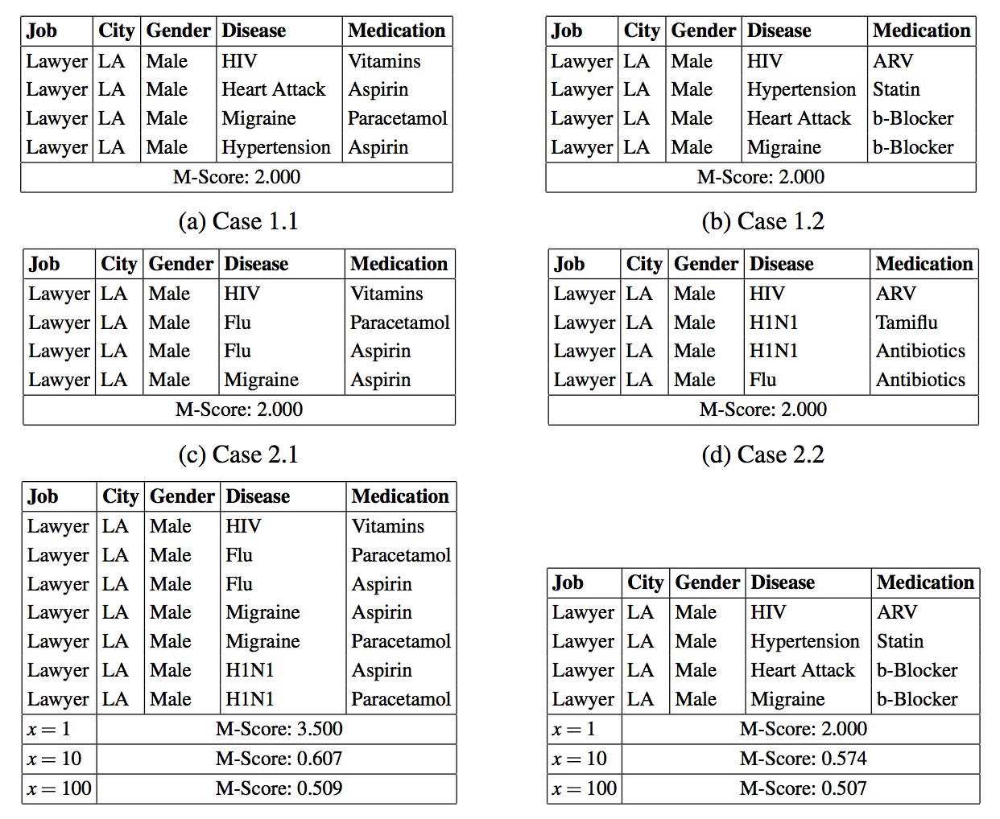 Job City Gender Disease Medication
Lawyer LA Male HIV Vitamins
Lawyer LA Male Heart Attack Aspirin
Lawyer LA Male Migraine Paracetamol
Lawyer LA Male Hypertension Aspirin
M-Score: 2.000
(a) Case 1.1
Job City Gender Disease Medication
Lawyer LA Male HIV ARV
Lawyer LA Male Hypertension Statin
Lawyer LA Male Heart Attack b-Blocker
Lawyer LA Male Migraine b-Blocker
M-Score: 2.000
(b) Case 1.2
Job City Gender Disease Medication
Lawyer LA Male HIV Vitamins
Lawyer LA Male Flu Paracetamol
Lawyer LA Male Flu Aspirin
Lawyer LA Male Migraine Aspirin
M-Score: 2.000
(c) Case 2.1
Job City Gender Disease Medication
Lawyer LA Male HIV ARV
Lawyer LA Male H1N1 Tamiflu
Lawyer LA Male H1N1 Antibiotics
Lawyer LA Male Flu Antibiotics
M-Score: 2.000
(d) Case 2.2
Job City Gender Disease Medication
Lawyer LA Male HIV Vitamins
Lawyer LA Male Flu Paracetamol
Lawyer LA Male Flu Aspirin
Lawyer LA Male Migraine Aspirin
Lawyer LA Male Migraine Paracetamol
Lawyer LA Male H1N1 Aspirin
Lawyer LA Male H1N1 Paracetamol
x = 1 M-Score: 3.500
x = 10 M-Score: 0.607
x = 100 M-Score: 0.509
Job City Gender Disease Medication
Lawyer LA Male HIV ARV
Lawyer LA Male Hypertension Statin
Lawyer LA Male Heart Attack b-Blocker
Lawyer LA Male Migraine b-Blocker
x = 1 M-Score: 2.000
x = 10 M-Score: 0.574
x = 100 M-Score: 0.507